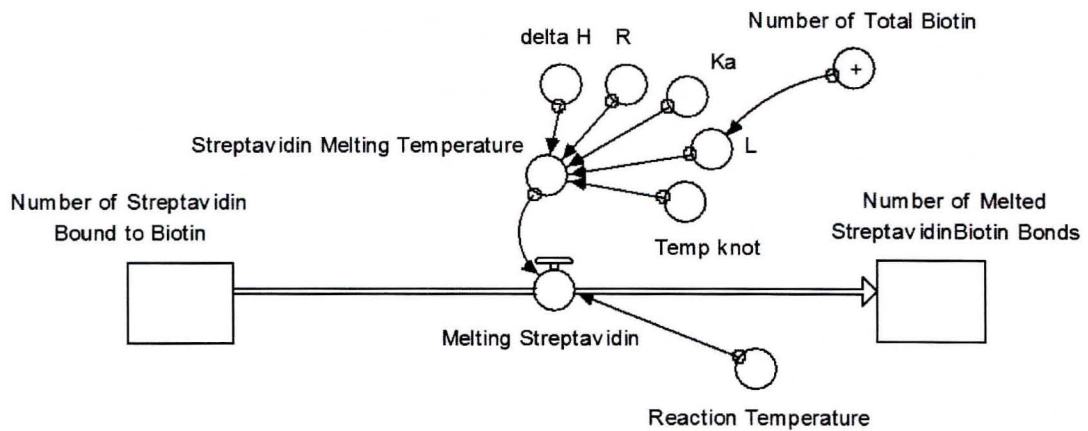 Number of Total Biotin
delta H
R
Ka
+
Streptavidin Melting Temperature
L
Number of Streptavidin
Bound to Biotin
Temp knot
Number of Melted
StreptavidinBiotin Bonds
Melting Streptavidin
Reaction Temperature